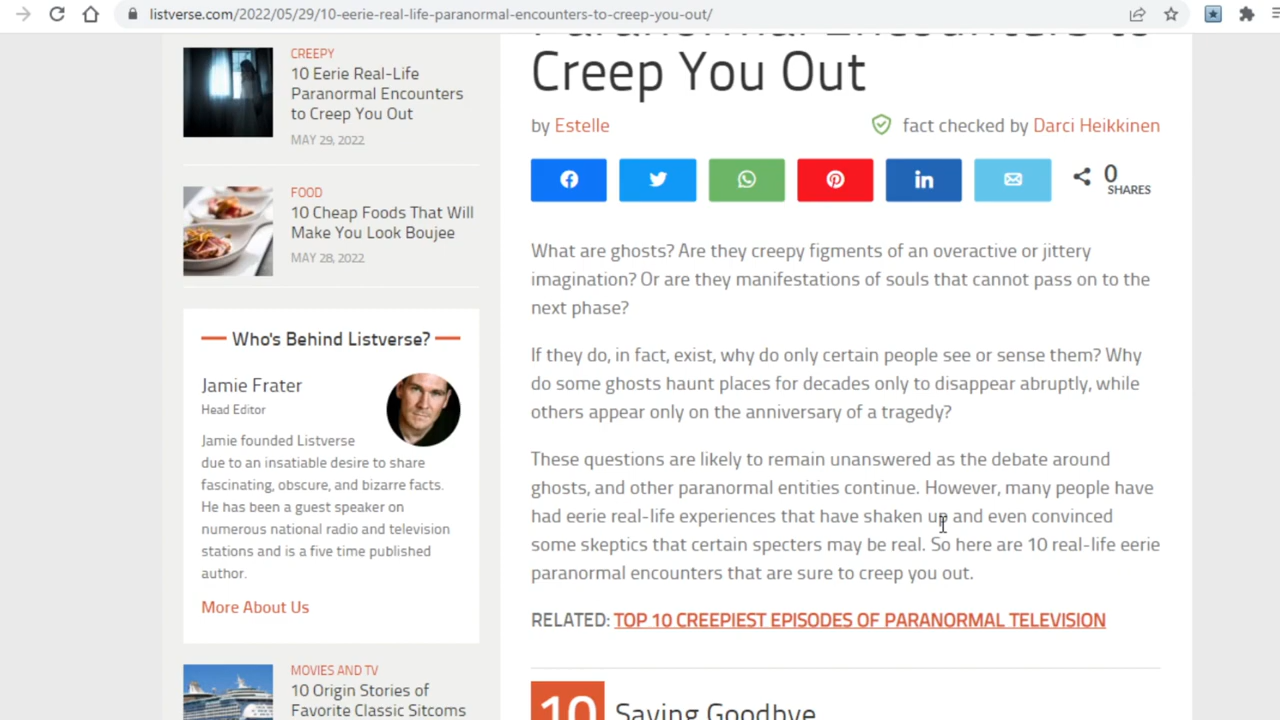 listverse.com/2022/05/29/10-eerie-real-life-paranormal-encounters-to-creep-you-out/
CREEPY
10 Eerie Real-Life
Paranormal Encounters
to Creep You Out
MAY 29, 2022
FOOD
10 Cheap Foods That Will
Make You Look Boujee
MAY 28, 2022
Who's Behind Listverse?
Jamie Frater
Head Editor
Jamie founded Listverse
due to an insatiable desire to share
fascinating, obscure, and bizarre facts.
He has been a guest speaker on
numerous national radio and television
stations and is a five time published
author.
More About Us
MOVIES AND TV
10 Origin Stories of
Favorite Classic Sitcoms
Paranormal Encounters to
Creep You Out
by Estelle
fact checked by Darci Heikkinen
0
SHARES
What are ghosts? Are they creepy figments of an overactive or jittery
imagination? Or are they manifestations of souls that cannot pass on to the
next phase?
If they do, in fact, exist, why do only certain people see or sense them? Why
do some ghosts haunt places for decades only to disappear abruptly, while
others appear only on the anniversary of a tragedy?
These questions are likely to remain unanswered as the debate around
ghosts, and other paranormal entities continue. However, many people have
had eerie real-life experiences that have shaken up and even convinced
some skeptics that certain specters may be real. So here are 10 real-life eerie
paranormal encounters that are sure to creep you out.
RELATED: TOP 10 CREEPIEST EPISODES OF PARANORMAL TELEVISION
10 Saying Goodbye